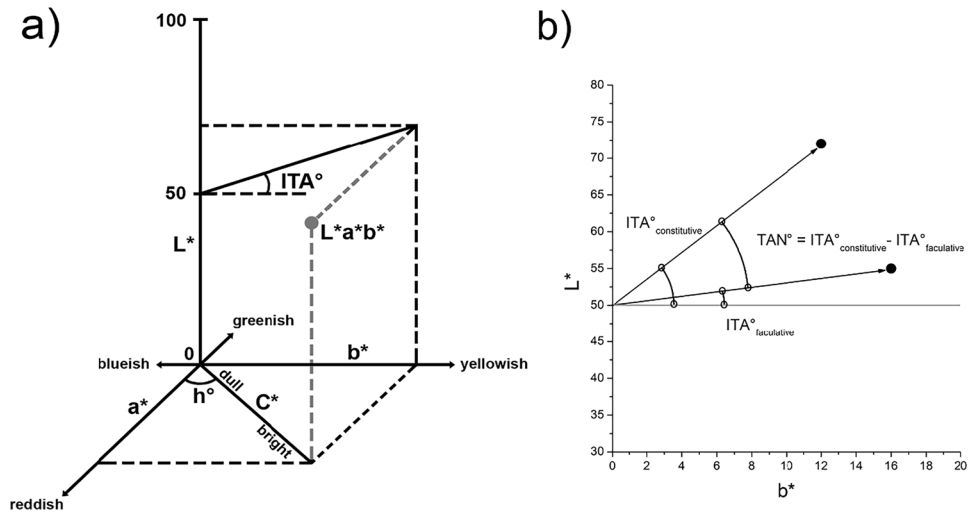 a)
100
ITA°
50
L*
L*a*b*
greenish
0
blueish
b*
yellowish
dull
h°
a*
C*
bright
reddish
b)
80
75
70
65
60
55
50
45
40
35
30
L*
ITA°constitutive
TAN° = ITA°constitutive- ITA°faculative
ITA°faculative
0 2 4 6 8 10 12 14 16 18 20
b*